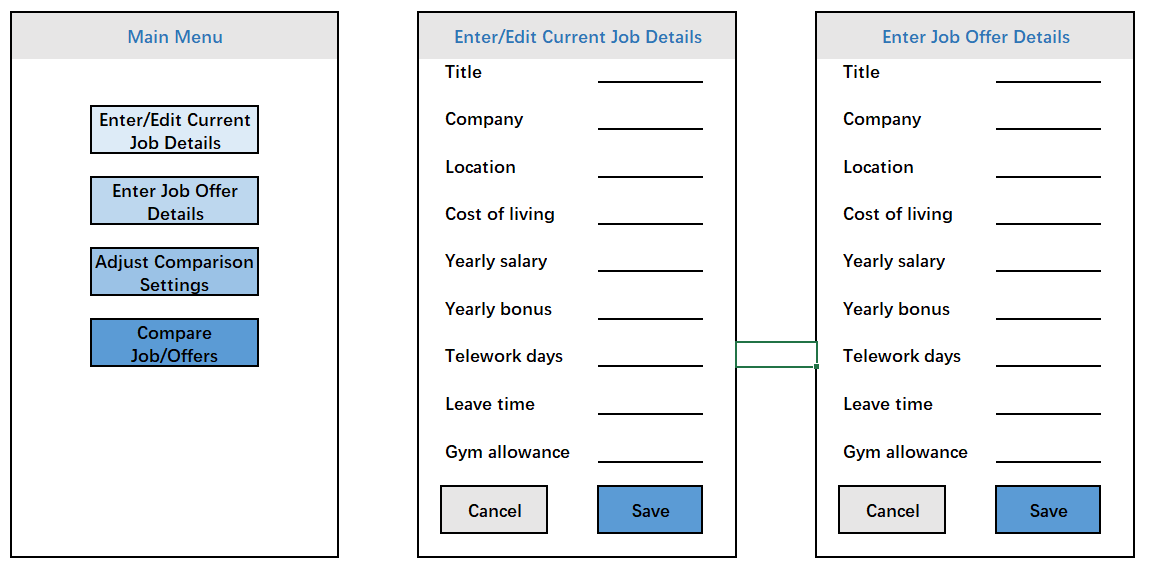 Main Menu
Enter/Edit Current
Job Details
Enter Job Offer
Details
Adjust Comparison
Settings
Compare
Job/Offers
Enter/Edit Current Job Details
Title
Company
Location
Cost of living
Yearly salary
Yearly bonus
Telework days
Leave time
Gym allowance
Cancel
Save
Enter Job Offer Details
Title
Company
Location
Cost of living
Yearly salary
Yearly bonus
Telework days
Leave time
Gym allowance
Cancel
Save